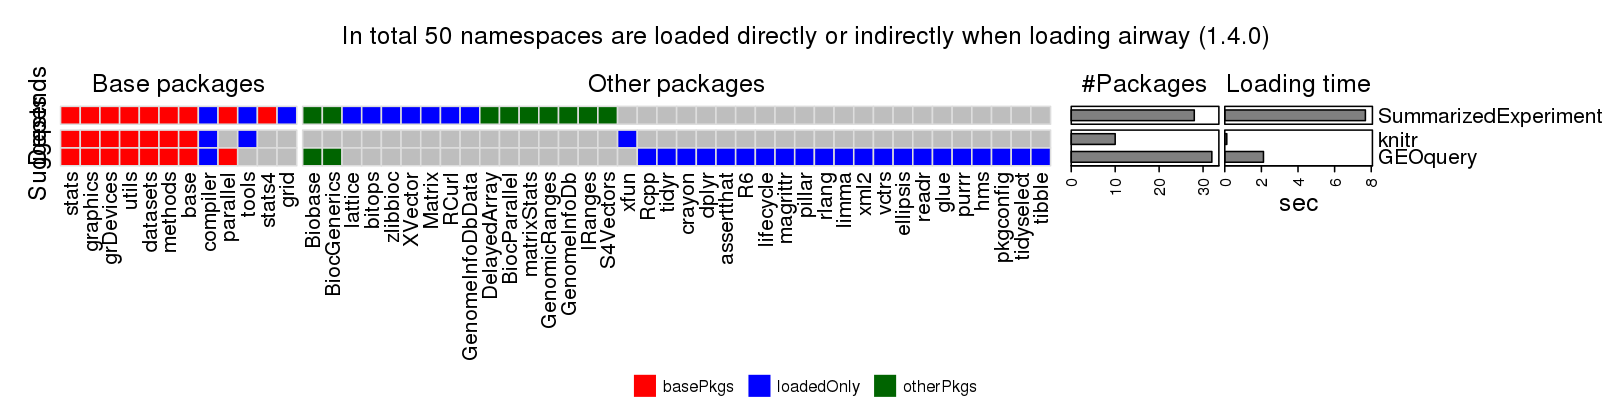 In total 50 namespaces are loaded directly or indirectly when loading airway (1.4.0)
Base packages
Other packages
#Packages
Loading time
SummarizedExperiment
knitr
GEOquery
stats
graphics
grDevices
utils
datasets
methods
base
compiler
parallel
tools
stats4
grid
Biobase
BiocGenerics
lattice
bitops
zlibbioc
XVector
Matrix
RCurl
GenomeInfoDbData
DelayedArray
BiocParallel
matrixStats
GenomicRanges
GenomeInfoDb
IRanges
S4Vectors
xfun
Rcpp
tidyr
crayon
dplyr
assertthat
R6
lifecycle
magrittr
pillar
rlang
limma
xml2
vctrs
ellipsis
readr
glue
purrr
hms
pkgconfig
tidyselect
tibble
0 10 20 30
0 2 4 6 8
sec
basePkgs loadedOnly otherPkgs